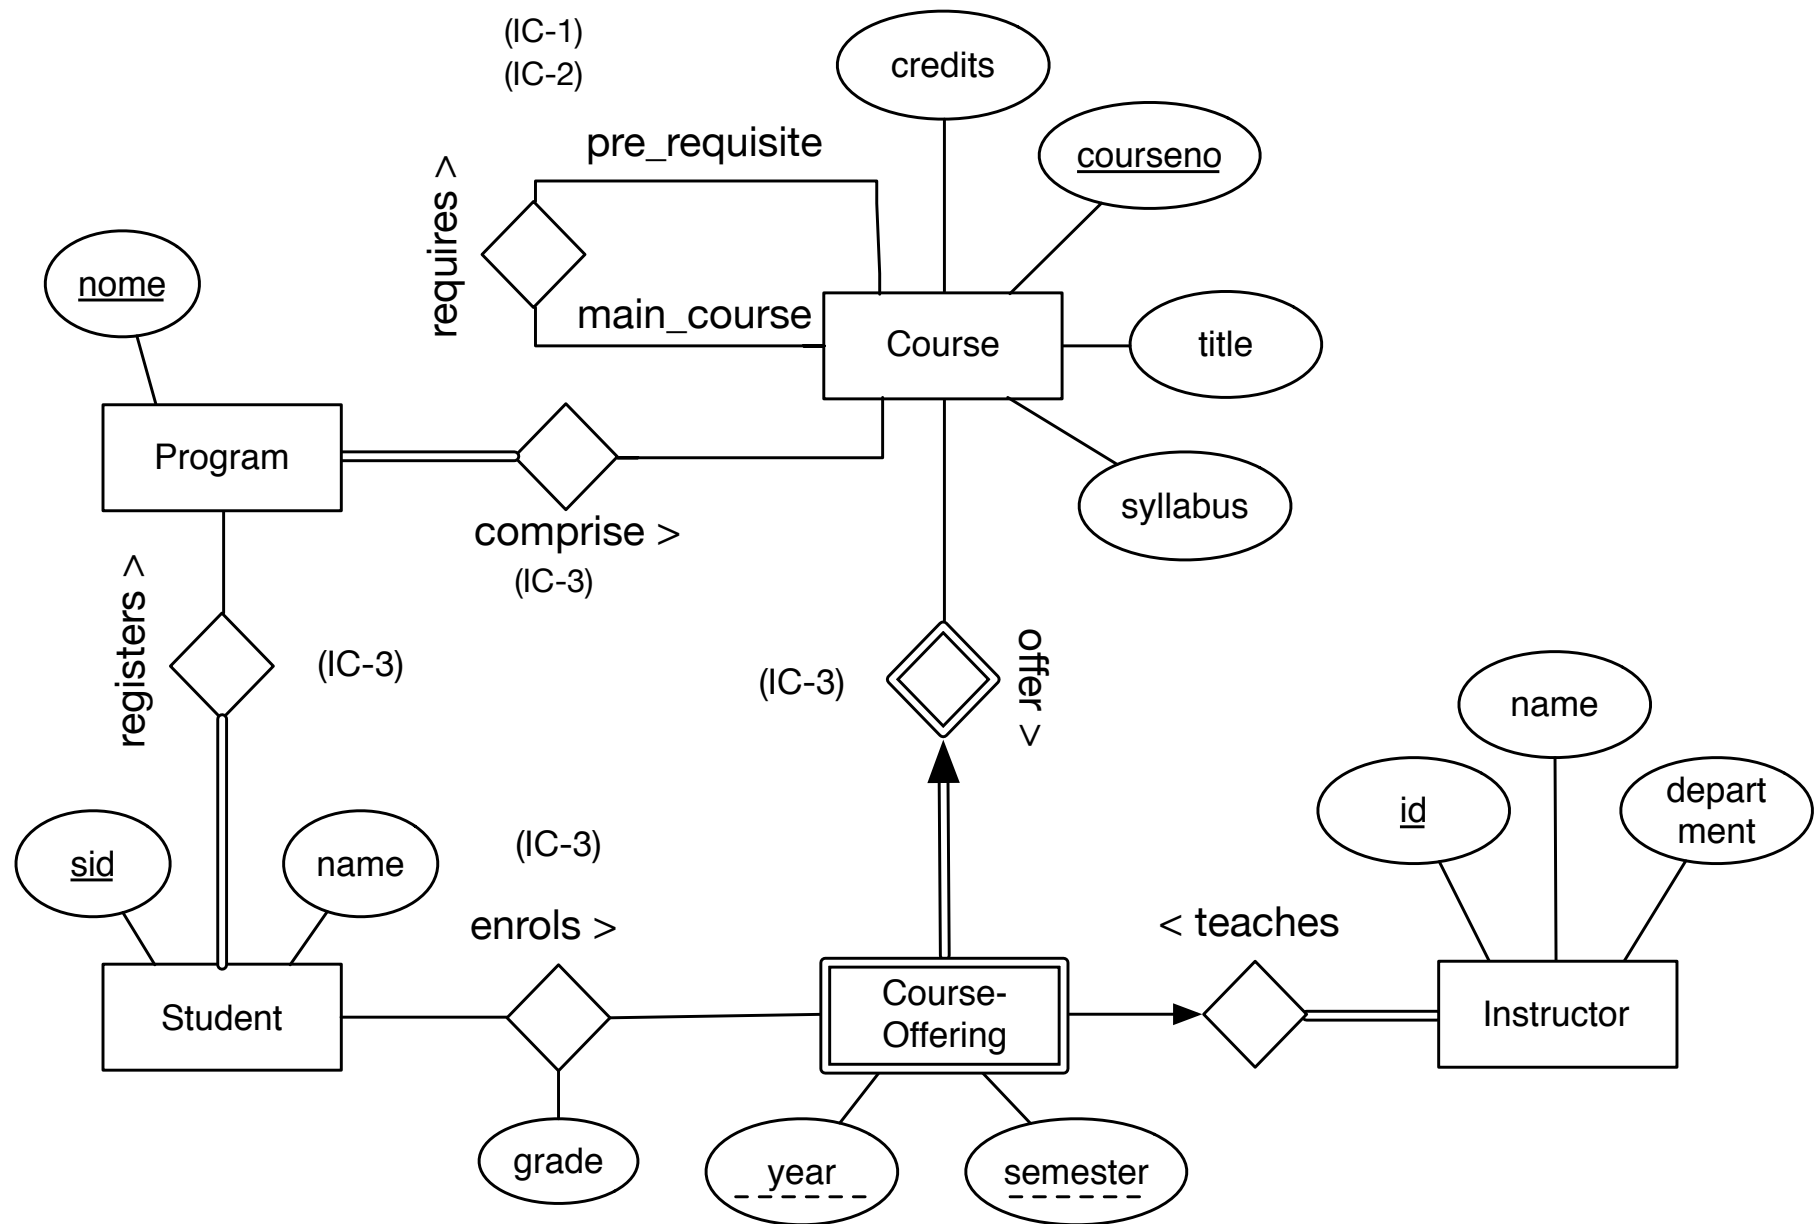 (IC-1)
(IC-2)
credits
courseno
pre_requisite
requires >
nome
main_course
Course
title
Program
syllabus
comprise >
(IC-3)
registers >
(IC-3)
(IC-3)
offer >
name
id
depart
ment
sid
name
(IC-3)
enrols >
< teaches
Student
Course-
Offering
Instructor
grade
year
semester